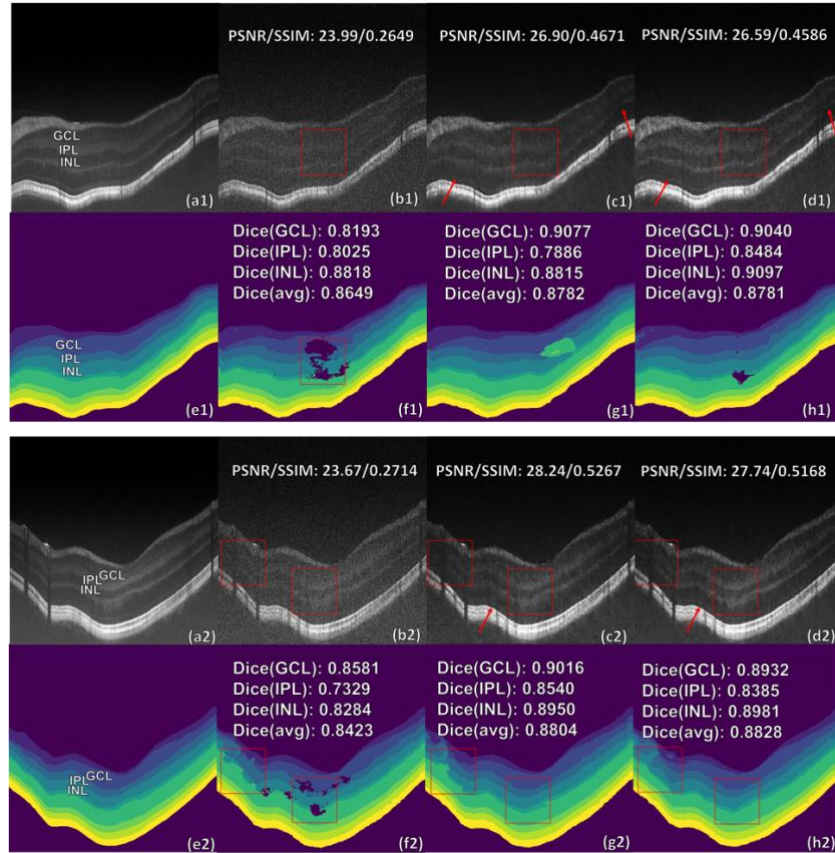 PSNR/SSIM: 23.99/0.2649
PSNR/SSIM: 26.90/0.4671
PSNR/SSIM: 26.59/0.4586
GCL
IPL
INL
(a1)
(b1)
(c1)
(d1)
Dice(GCL): 0.8193
Dice(IPL): 0.8025
Dice(INL): 0.8818
Dice(avg): 0.8649
Dice(GCL): 0.9077
Dice(IPL): 0.7886
Dice(INL): 0.8815
Dice(avg): 0.8782
Dice(GCL): 0.9040
Dice(IPL): 0.8484
Dice(INL): 0.9097
Dice(avg): 0.8781
GCL
IPL
INL
(e1)
(f1)
(g1)
(h1)
PSNR/SSIM: 23.67/0.2714
PSNR/SSIM: 28.24/0.5267
PSNR/SSIM: 27.74/0.5168
IPL GCL
INL
(a2)
(b2)
(c2)
(d2)
Dice(GCL): 0.8581
Dice(IPL): 0.7329
Dice(INL): 0.8284
Dice(avg): 0.8423
Dice(GCL): 0.9016
Dice(IPL): 0.8540
Dice(INL): 0.8950
Dice(avg): 0.8804
Dice(GCL): 0.8932
Dice(IPL): 0.8385
Dice(INL): 0.8981
Dice(avg): 0.8828
IPL GCL
INL
(e2)
(f2)
(g2)
(h2)